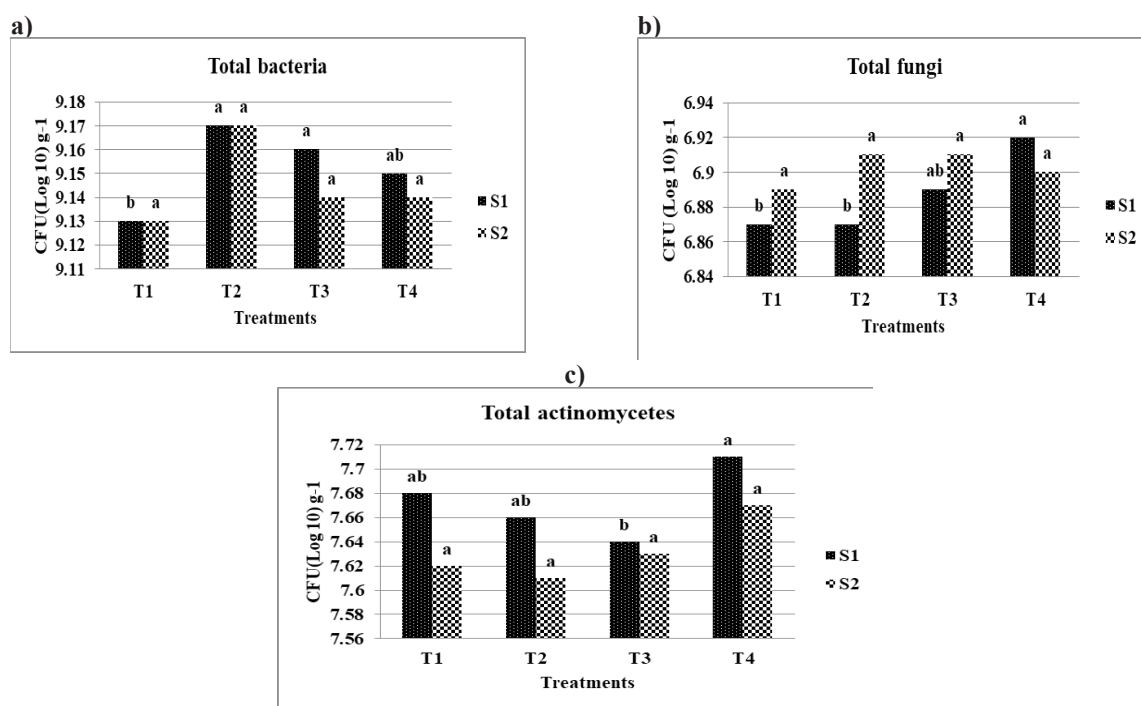 a)
Total bacteria
CFU(Log 10) g-1
9.18
9.17
9.16
9.15
9.14
9.13
9.12
9.11
b a
a a
a a
ab a
T1 T2 T3 T4
Treatments
S1
S2
b)
Total fungi
CFU (Log 10) g-1
6.94
6.92
6.9
6.88
6.86
6.84
b a
b a
ab a
a a
T1 T2 T3 T4
Treatments
S1
S2
c)
Total actinomycetes
CFU(Log10) g-1
7.72
7.7
7.68
7.66
7.64
7.62
7.6
7.58
7.56
ab a
ab a
b a
a a
T1 T2 T3 T4
Treatments
S1
S2